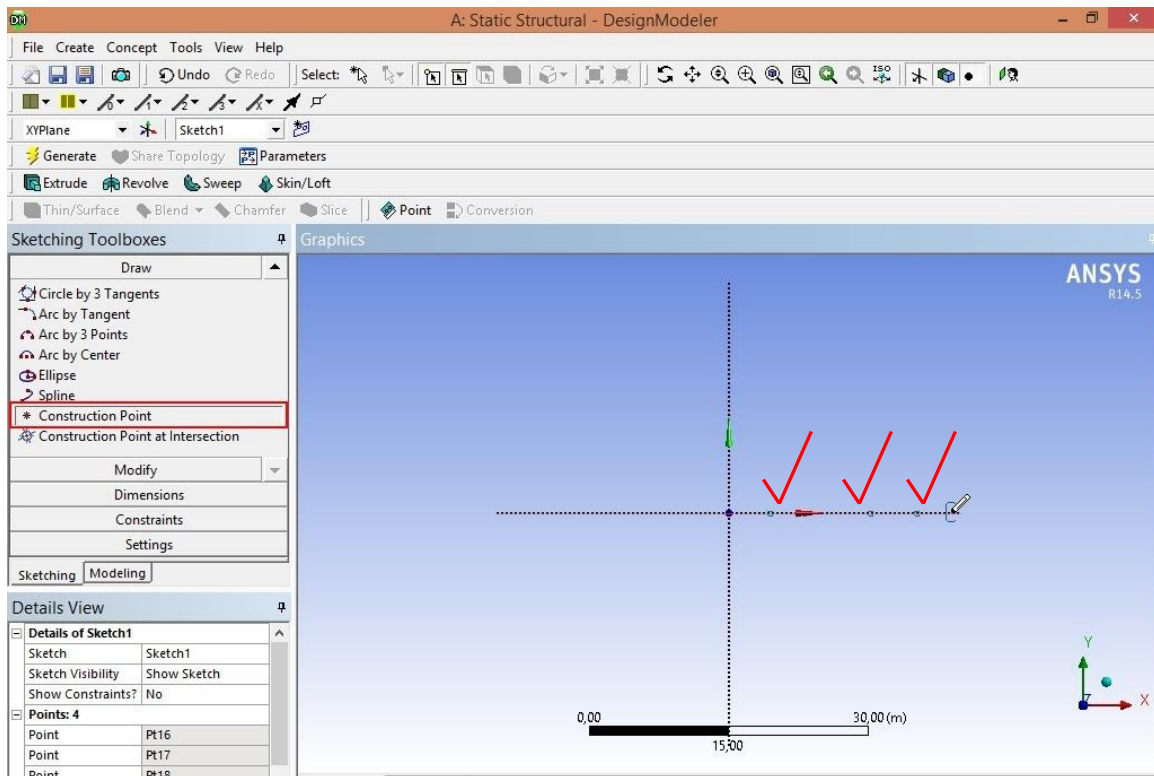 DM
A: Static Structural - DesignModeler
File Create Concept Tools View Help
Undo Redo Select: ISO
XYPlane Sketch1
Generate Share Topology Parameters
Extrude Revolve Sweep Skin/Loft
Thin/Surface Blend Chamfer Slice Point Conversion
Sketching Toolboxes
Draw
Circle by 3 Tangents
Arc by Tangent
Arc by 3 Points
Arc by Center
Ellipse
Spline
Construction Point
Construction Point at Intersection
Modify
Dimensions
Constraints
Settings
Sketching Modeling
Details View
Details of Sketch1
Sketch Sketch1
Sketch Visibility Show Sketch
Show Constraints? No
Points: 4
Point Pt16
Point Pt17
Point Pt18
Graphics
ANSYS
R14.5
0,00 30,00 (m)
15,00
Y
Z X